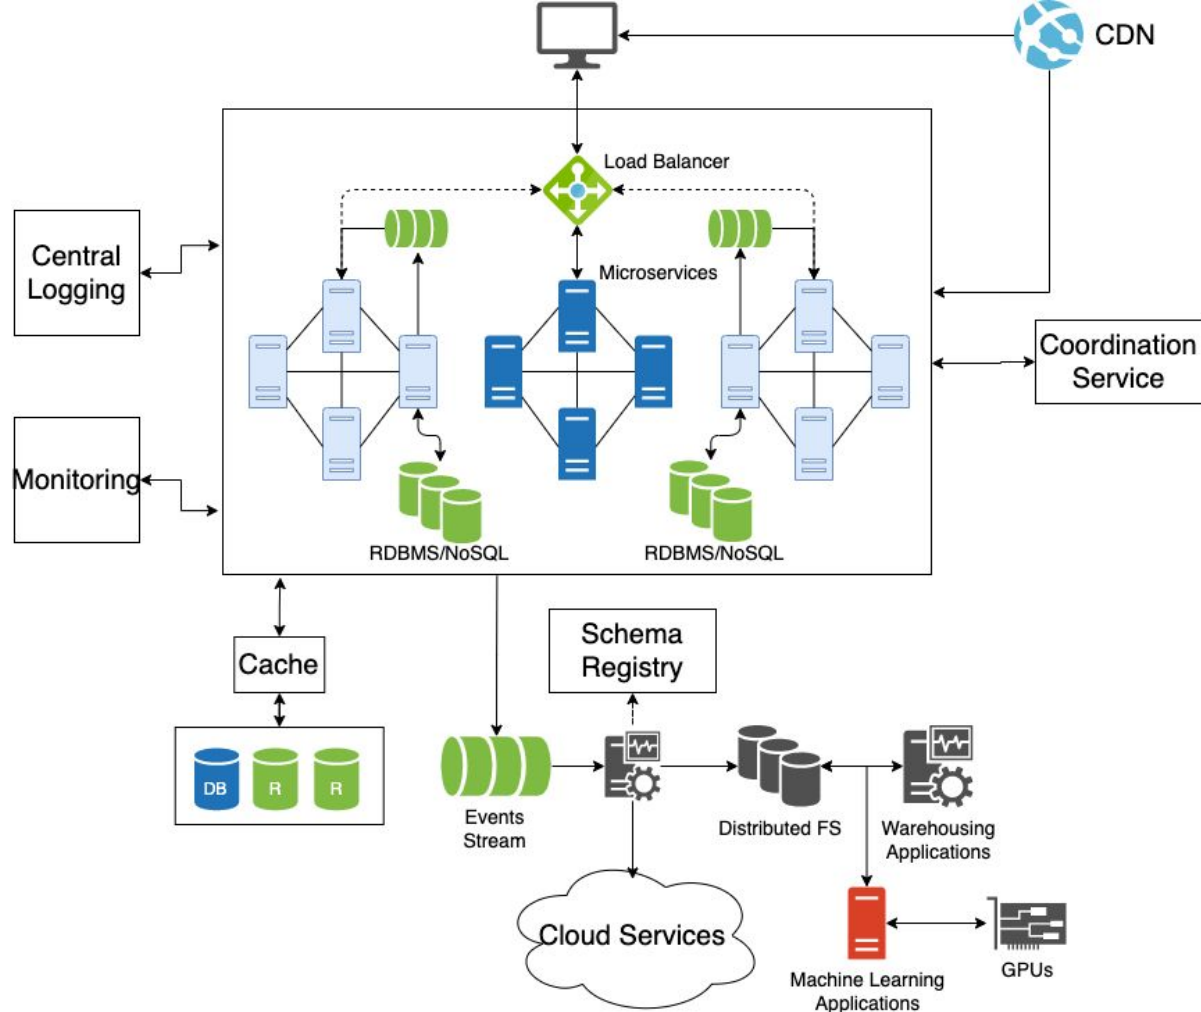 CDN
Load Balancer
Central
Logging
Microservices
Coordination
Service
Monitoring
RDBMS/NoSQL
RDBMS/NoSQL
Schema
Registry
Cache
DB
R
R
Events
Stream
Distributed FS
Warehousing
Applications
Cloud Services
GPUs
Machine Learning
Applications